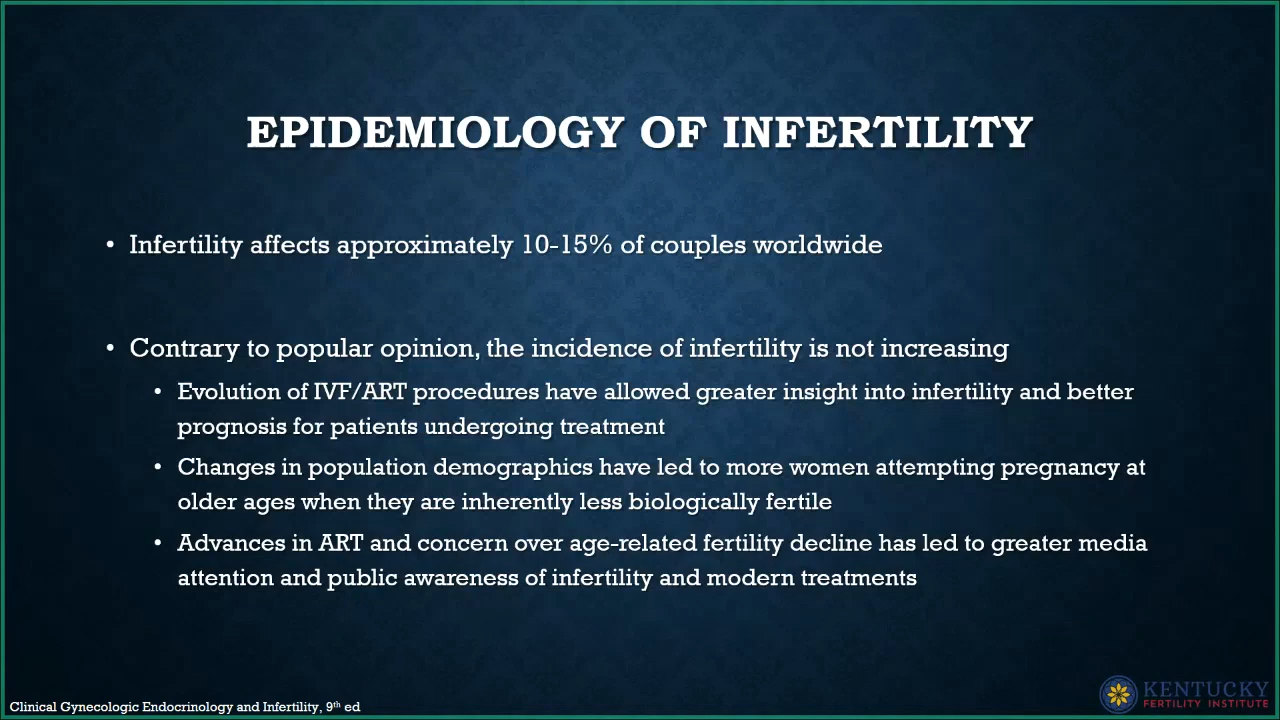 EPIDEMIOLOGY OF INFERTILITY
• Infertility affects approximately 10-15% of couples worldwide
• Contrary to popular opinion, the incidence of infertility is not increasing
• Evolution of IVF/ART procedures have allowed greater insight into infertility and better
prognosis for patients undergoing treatment
• Changes in population demographics have led to more women attempting pregnancy at
older ages when they are inherently less biologically fertile
• Advances in ART and concern over age-related fertility decline has led to greater media
attention and public awareness of infertility and modern treatments
Clinical Gynecologic Endocrinology and Infertility, 9th ed
KENTUCKY
FERTILITY INSTITUTE